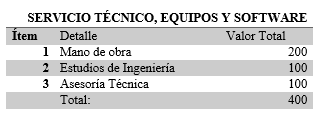 SERVICIO TÉCNICO, EQUIPOS Y SOFTWARE
Ítem Detalle Valor Total
1 Mano de obra 200
2 Estudios de Ingeniería 100
3 Asesoría Técnica 100
Total: 400